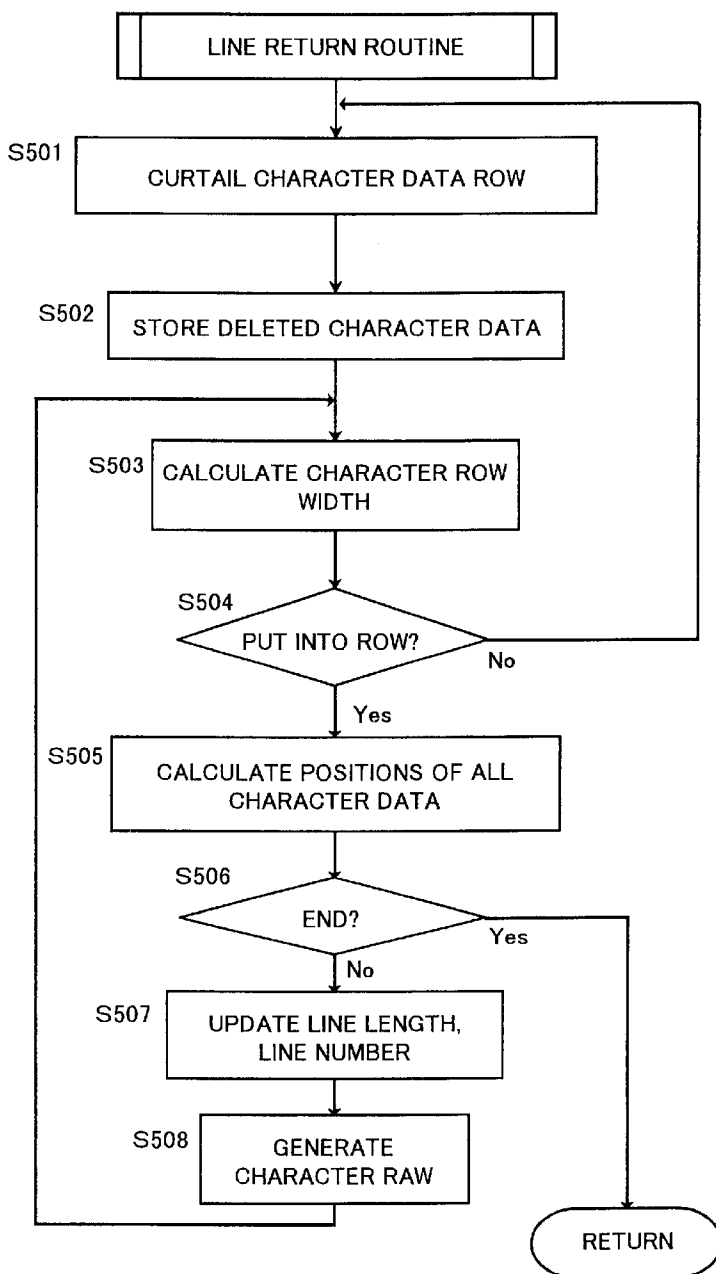 LINE RETURN ROUTINE
S501
CURTAIL CHARACTER DATA ROW
S502
STORE DELETED CHARACTER DATA
S503
CALCULATE CHARACTER ROW
WIDTH
S504
PUT INTO ROW?
No
Yes
S505
CALCULATE POSITIONS OF ALL
CHARACTER DATA
S506
END?
Yes
No
S507
UPDATE LINE LENGTH,
LINE NUMBER
S508
GENERATE
CHARACTER RAW
RETURN